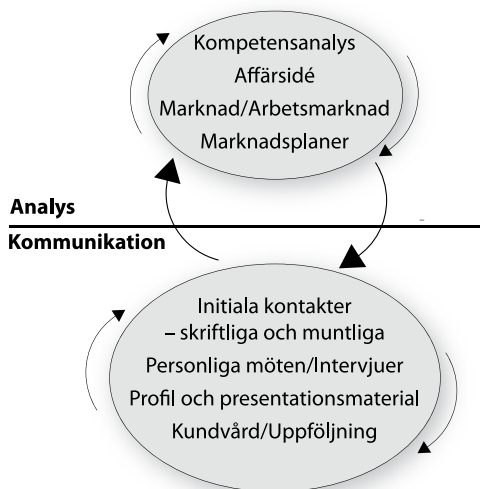 Kompetensanalys
Affärsidé
Marknad/Arbetsmarknad
Marknadsplaner
Analys
Kommunikation
Initiala kontakter
– skriftliga och muntliga
Personliga möten/Intervjuer
Profil och presentationsmaterial
Kundvård/Uppföljning